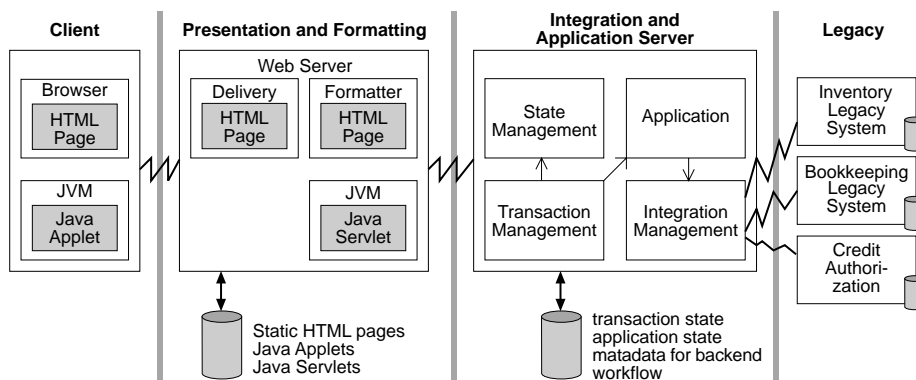 Client
Browser
HTML
Page
JVM
Java
Applet
Presentation and Formatting
Web Server
Delivery
HTML
Page
Formatter
HTML
Page
JVM
Java
Servlet
Static HTML pages
Java Applets
Java Servlets
Integration and
Application Server
State
Management
Application
Transaction
Management
Integration
Management
transaction state
application state
matadata for backend
workflow
Legacy
Inventory
Legacy
System
Bookkeeping
Legacy
System
Credit
Authori-
zation